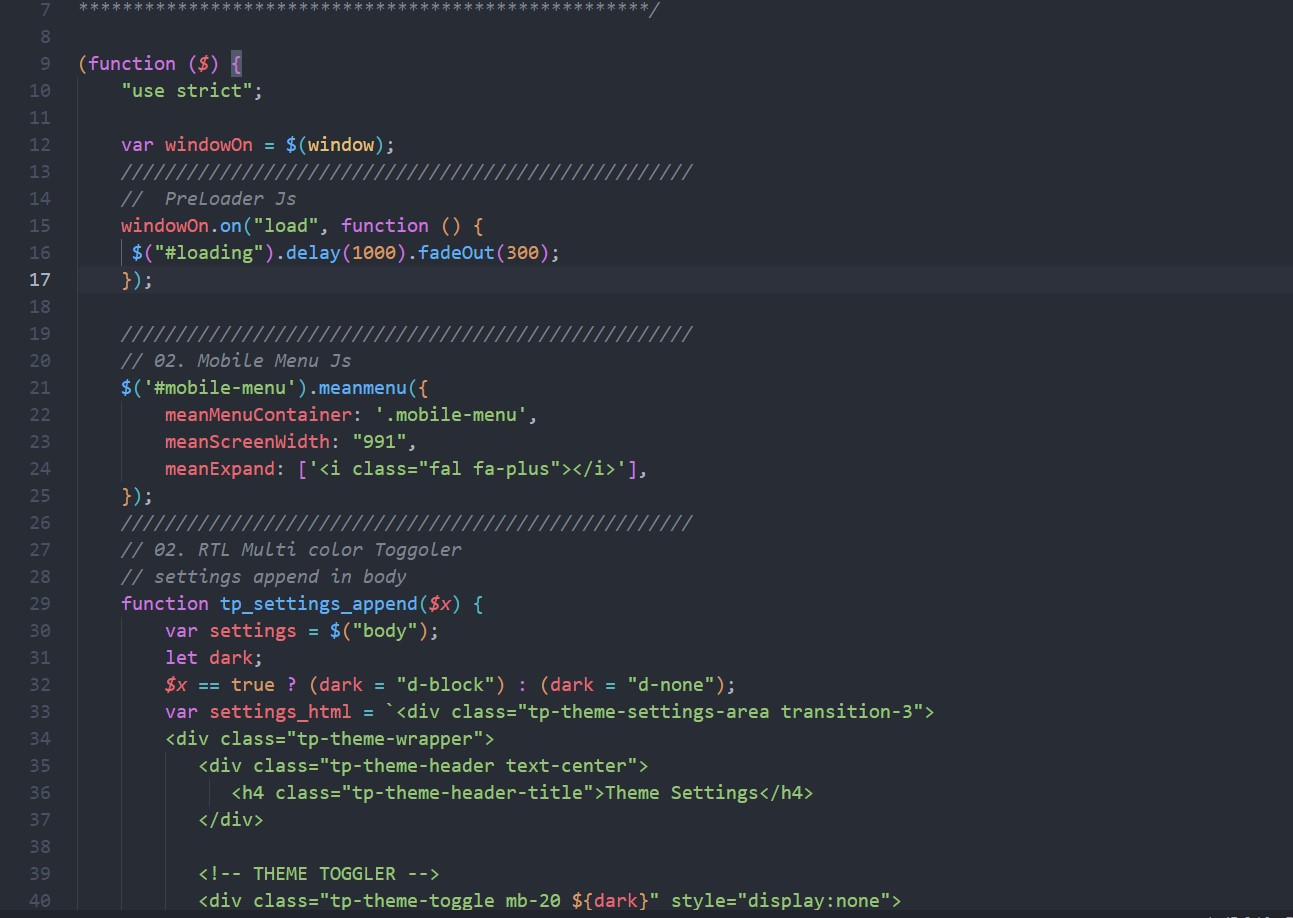 7 ****************************************************/
8
9 (function ($) {
10 "use strict";
11
12 var windowOn = $(window);
13 ////////////////////////////////////////////////////
14 //  PreLoader Js
15 windowOn.on("load", function () {
16 $("#loading").delay(1000).fadeOut(300);
17 });
18
19 ////////////////////////////////////////////////////
20 // 02. Mobile Menu Js
21 $('#mobile-menu').meanmenu({
22 meanMenuContainer: '.mobile-menu',
23 meanScreenWidth: "991",
24 meanExpand: ['<i class="fal fa-plus"></i>'],
25 });
26 ////////////////////////////////////////////////////
27 // 02. RTL Multi color Toggoler
28 // settings append in body
29 function tp_settings_append($x) {
30 var settings = $("body");
31 let dark;
32 $x == true ? (dark = "d-block") : (dark = "d-none");
33 var settings_html = `<div class="tp-theme-settings-area transition-3">
34 <div class="tp-theme-wrapper">
35 <div class="tp-theme-header text-center">
36 <h4 class="tp-theme-header-title">Theme Settings</h4>
37 </div>
38
39 <!-- THEME TOGGLER -->
40 <div class="tp-theme-toggle mb-20 ${dark}" style="display:none">